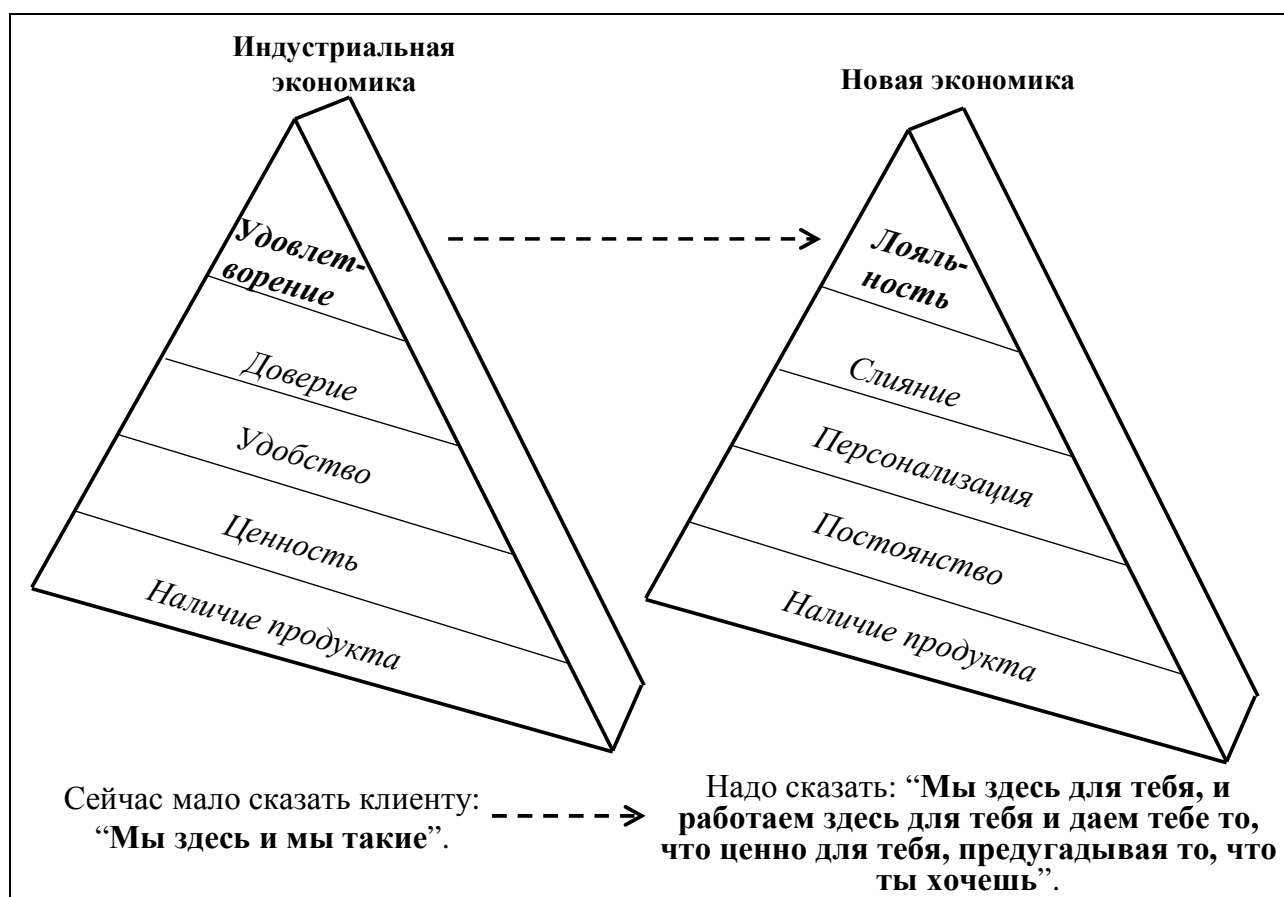 Индустриальная
экономика
Удовлет-
ворение
Доверие
Удобство
Ценность
Наличие продукта
Сейчас мало сказать клиенту:
“Мы здесь и мы такие”.
Новая экономика
Лояль-
ность
Слияние
Персонализация
Постоянство
Наличие продукта
Надо сказать: “Мы здесь для тебя, и
работаем здесь для тебя и даем тебе то,
что ценно для тебя, предугадывая то, что
ты хочешь”.